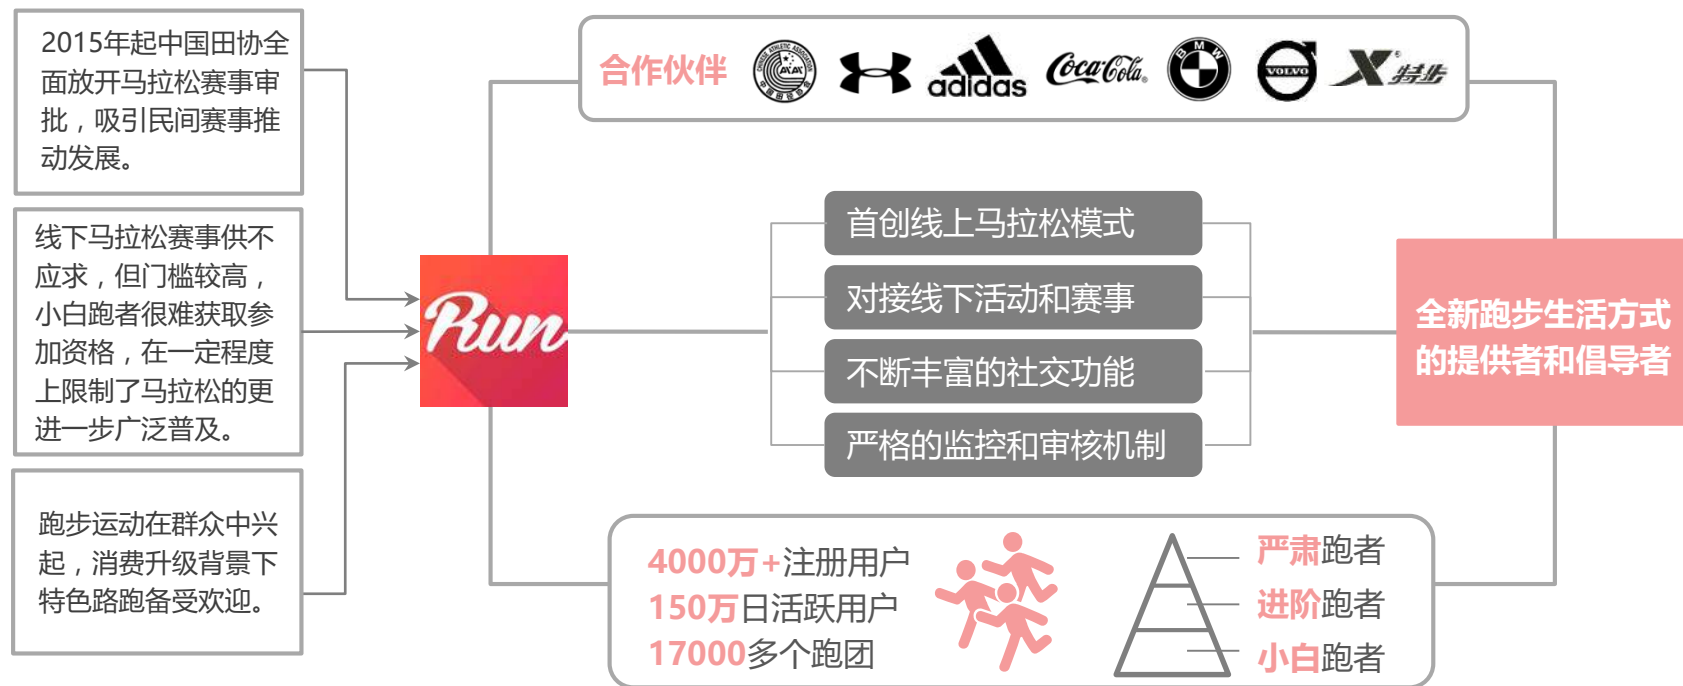 2015年起中国田协全
面放开马拉松赛事审
批，吸引民间赛事推
动发展。
线下马拉松赛事供不
应求，但门槛较高，
小白跑者很难获取参
加资格，在一定程度
上限制了马拉松的更
进一步广泛普及。
跑步运动在群众中兴
起，消费升级背景下
特色路跑备受欢迎。
Run
合作伙伴
adidas
Coca-Cola
BMW
VOLVO
X特步
首创线上马拉松模式
对接线下活动和赛事
不断丰富的社交功能
严格的监控和审核机制
全新跑步生活方式
的提供者和倡导者
4000万+注册用户
150万日活跃用户
17000多个跑团
严肃跑者
进阶跑者
小白跑者